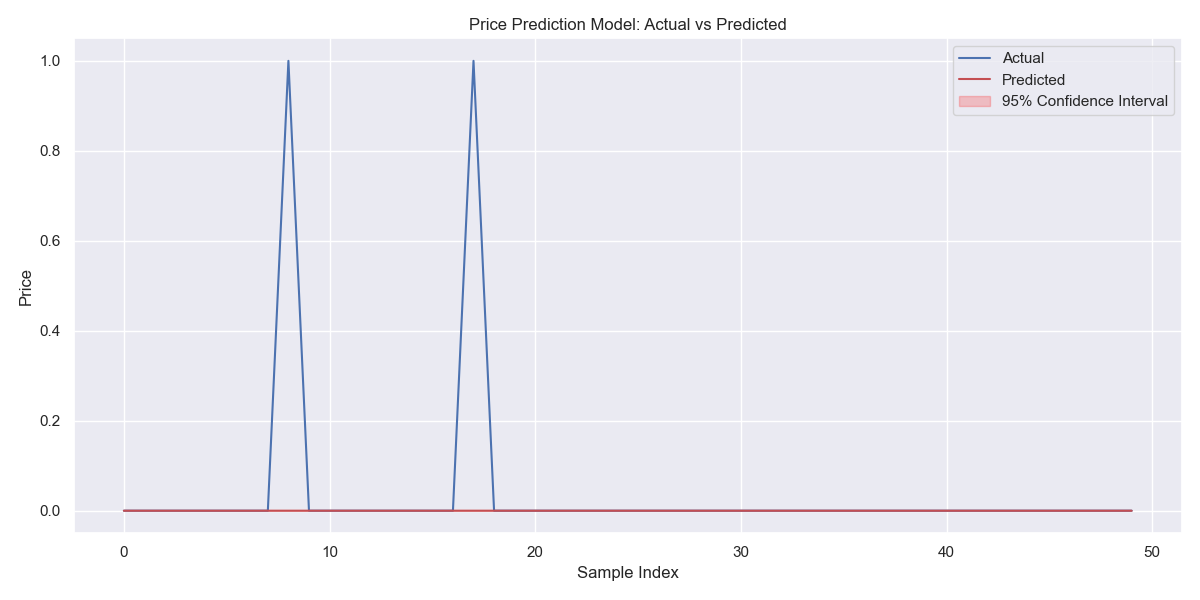 Price Prediction Model: Actual vs Predicted
Actual
Predicted
95% Confidence Interval
1.0
0.8
0.6
0.4
0.2
0.0
Price
0 10 20 30 40 50
Sample Index